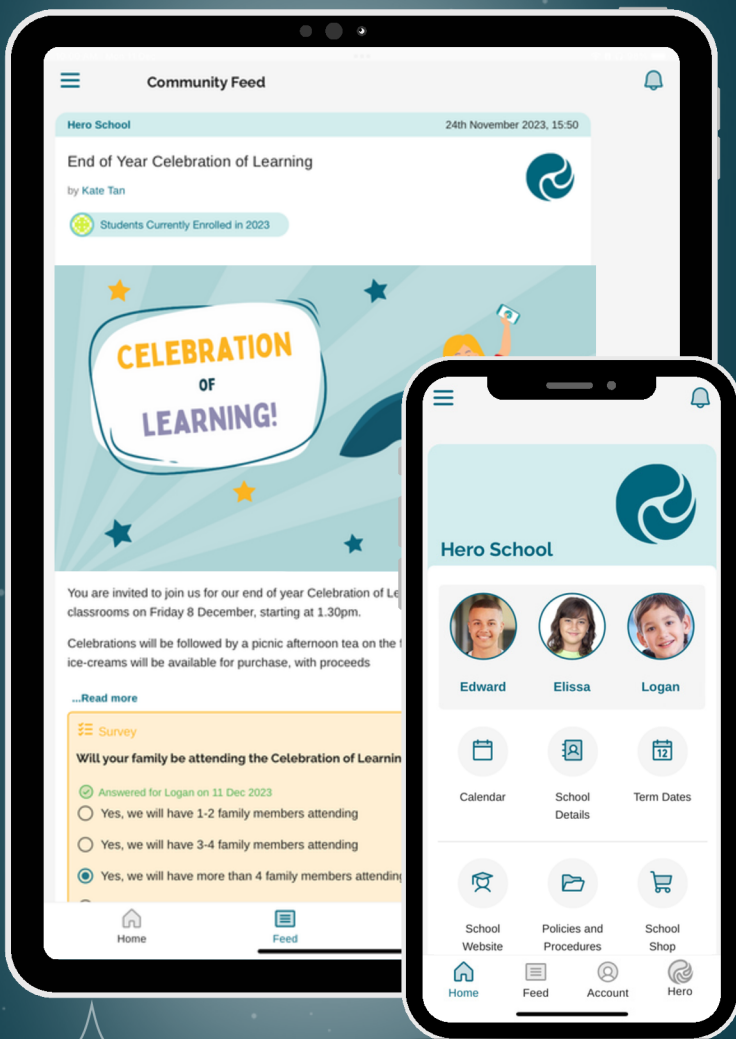 Community Feed
Hero School
24th November 2023, 15:50
End of Year Celebration of Learning
by Kate Tan
Students Currently Enrolled in 2023
CELEBRATION
OF
LEARNING!
You are invited to join us for our end of year Celebration of Le
classrooms on Friday 8 December, starting at 1.30pm.
Celebrations will be followed by a picnic afternoon tea on the
ice-creams will be available for purchase, with proceeds
...Read more
Survey
Will your family be attending the Celebration of Learnin
Answered for Logan on 11 Dec 2023
Yes, we will have 1-2 family members attending
Yes, we will have 3-4 family members attending
Yes, we will have more than 4 family members attending
Home
Feed
Hero School
Edward
Elissa
Logan
Calendar
School
Details
12
Term Dates
School
Website
Policies and
Procedures
School
Shop
Home
Feed
Account
Hero